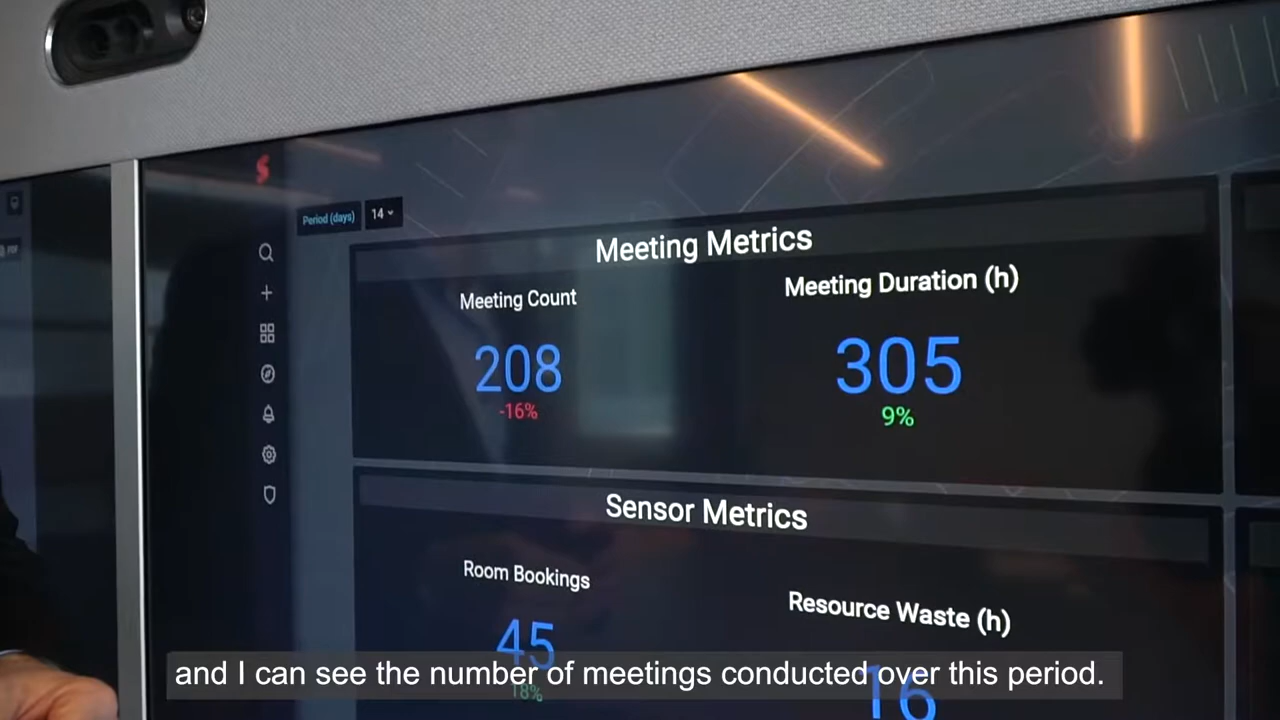 Period (days) 14
Meeting Metrics
Meeting Count
Meeting Duration (h)
208
305
-16%
9%
Sensor Metrics
Room Bookings
Resource Waste (h)
45
16
18%
and I can see the number of meetings conducted over this period.